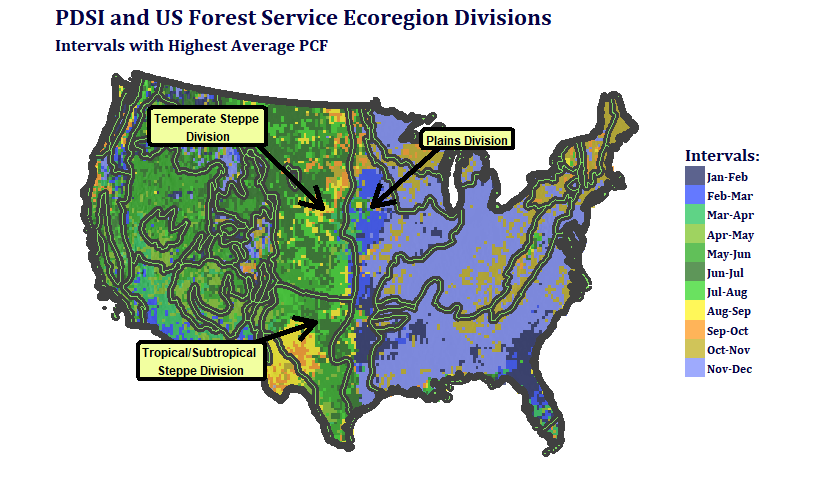 PDSI and US Forest Service Ecoregion Divisions
Intervals with Highest Average PCF
Temperate Steppe
Division
Plains Division
Tropical/Subtropical
Steppe Division
Intervals:
Jan-Feb
Feb-Mar
Mar-Apr
Apr-May
May-Jun
Jun-Jul
Jul-Aug
Aug-Sep
Sep-Oct
Oct-Nov
Nov-Dec